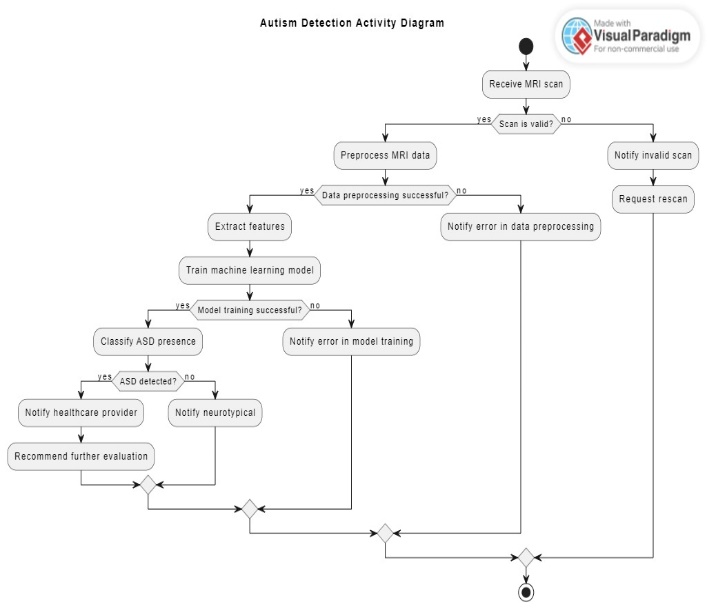 Autism Detection Activity Diagram
Made with
VisualParadigm
For non-commercial use
Receive MRI scan
yes
Scan is valid?
no
Preprocess MRI data
Notify invalid scan
yes
Data preprocessing successful?
no
Request rescan
Extract features
Notify error in data preprocessing
Train machine learning model
yes
Model training successful?
no
Classify ASD presence
Notify error in model training
yes
ASD detected?
no
Notify healthcare provider
Notify neurotypical
Recommend further evaluation